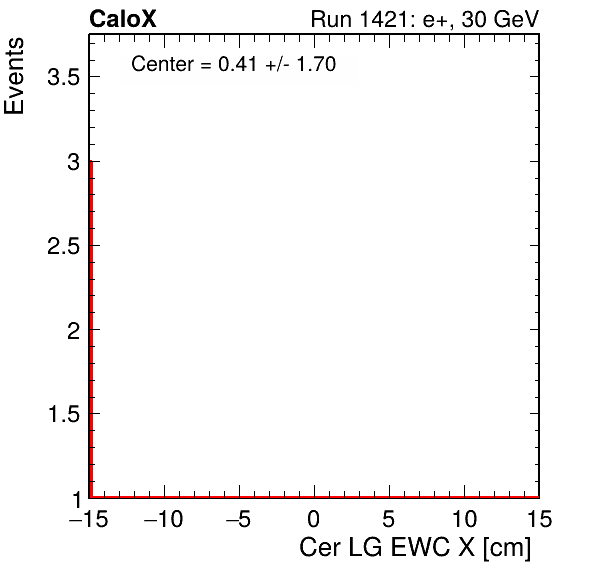 CaloX Run 1421: e+, 30 GeV
Center = 0.41 +/- 1.70
Events
3.5
3
2.5
2
1.5
1
−15 −10 −5 0 5 10 15
Cer LG EWC X [cm]